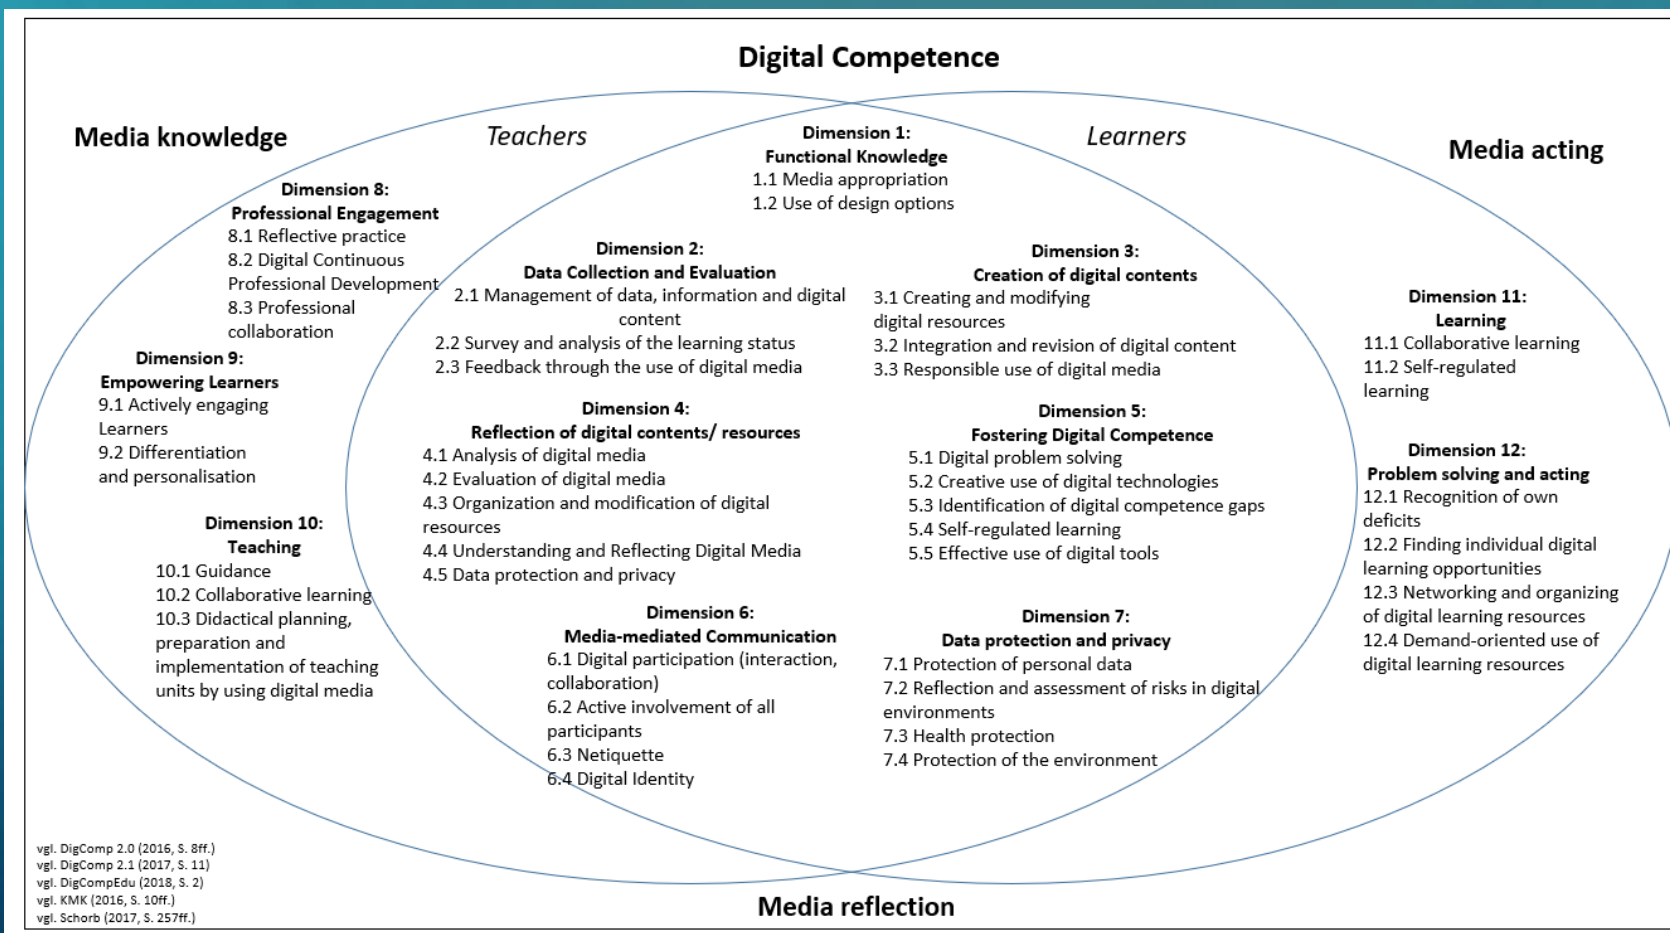 Digital Competence
Media knowledge
Teachers
Learners
Media acting
Dimension 1:
Functional Knowledge
1.1 Media appropriation
1.2 Use of design options
Dimension 8:
Professional Engagement
8.1 Reflective practice
8.2 Digital Continuous
Professional Development
8.3 Professional
collaboration
Dimension 9:
Empowering Learners
9.1 Actively engaging
Learners
9.2 Differentiation
and personalisation
Dimension 10:
Teaching
10.1 Guidance
10.2 Collaborative learning
10.3 Didactical planning,
preparation and
implementation of teaching
units by using digital media
Dimension 2:
Data Collection and Evaluation
2.1 Management of data, information and digital
content
2.2 Survey and analysis of the learning status
2.3 Feedback through the use of digital media
Dimension 3:
Creation of digital contents
3.1 Creating and modifying
digital resources
3.2 Integration and revision of digital content
3.3 Responsible use of digital media
Dimension 4:
Reflection of digital contents/ resources
4.1 Analysis of digital media
4.2 Evaluation of digital media
4.3 Organization and modification of digital
resources
4.4 Understanding and Reflecting Digital Media
4.5 Data protection and privacy
Dimension 5:
Fostering Digital Competence
5.1 Digital problem solving
5.2 Creative use of digital technologies
5.3 Identification of digital competence gaps
5.4 Self-regulated learning
5.5 Effective use of digital tools
Dimension 6:
Media-mediated Communication
6.1 Digital participation (interaction,
collaboration)
6.2 Active involvement of all
participants
6.3 Netiquette
6.4 Digital Identity
Dimension 7:
Data protection and privacy
7.1 Protection of personal data
7.2 Reflection and assessment of risks in digital
environments
7.3 Health protection
7.4 Protection of the environment
Dimension 11:
Learning
11.1 Collaborative learning
11.2 Self-regulated
learning
Dimension 12:
Problem solving and acting
12.1 Recognition of own
deficits
12.2 Finding individual digital
learning opportunities
12.3 Networking and organizing
of digital learning resources
12.4 Demand-oriented use of
digital learning resources
vgl. DigComp 2.0 (2016, S. 8ff.)
vgl. DigComp 2.1 (2017, S. 11)
vgl. DigCompEdu (2018, S. 2)
vgl. KMK (2016, S. 10ff.)
vgl. Schorb (2017, S. 257ff.)
Media reflection